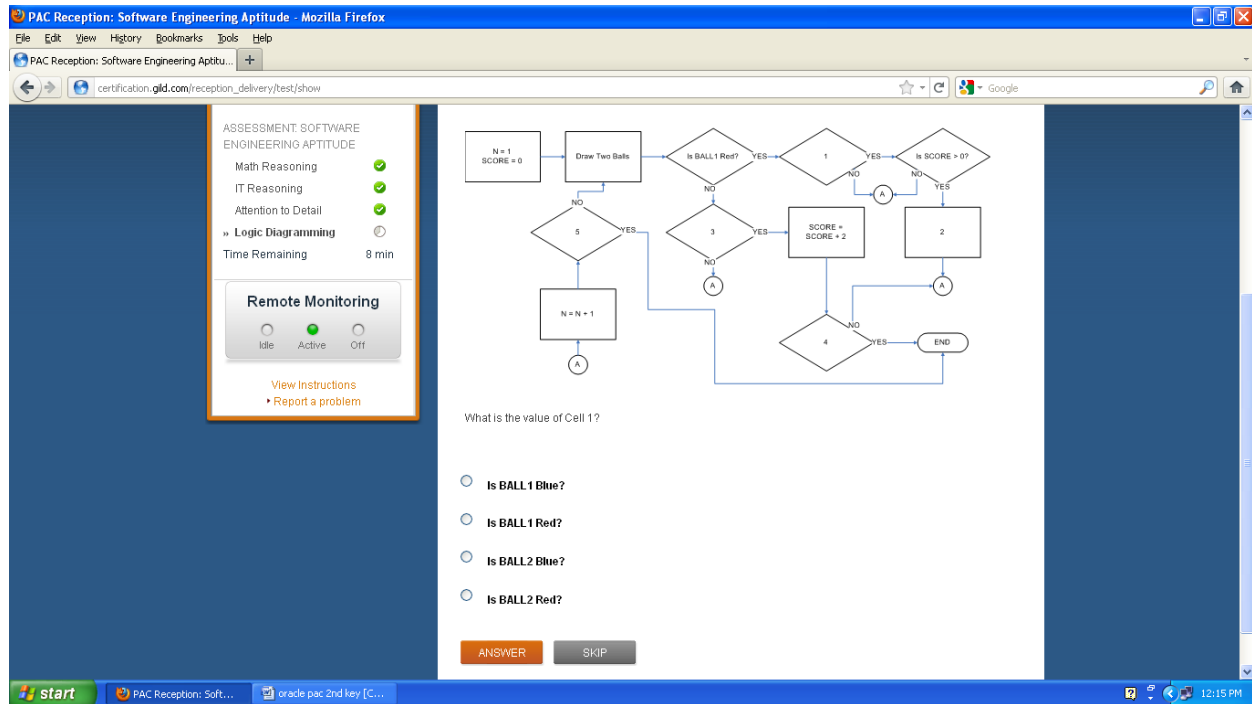 PAC Reception: Software Engineering Aptitude - Mozilla Firefox
File Edit View History Bookmarks Tools Help
PAC Reception: Software Engineering Aptitu... +
certification.gild.com/reception_delivery/test/show
Google
ASSESSMENT: SOFTWARE
ENGINEERING APTITUDE
Math Reasoning
IT Reasoning
Attention to Detail
» Logic Diagramming
Time Remaining 8 min
Remote Monitoring
Idle Active Off
View Instructions
Report a problem
N = 1
SCORE = 0
Draw Two Balls
Is BALL1 Red?
YES
NO
1
YES
NO
Is SCORE > 0?
NO
YES
A
5
NO
YES
3
YES
NO
SCORE =
SCORE + 2
2
A
A
N = N + 1
4
NO
YES
END
A
What is the value of Cell 1?
Is BALL1 Blue?
Is BALL1 Red?
Is BALL2 Blue?
Is BALL2 Red?
ANSWER SKIP
start PAC Reception: Soft... oracle pac 2nd key [C... 12:15 PM